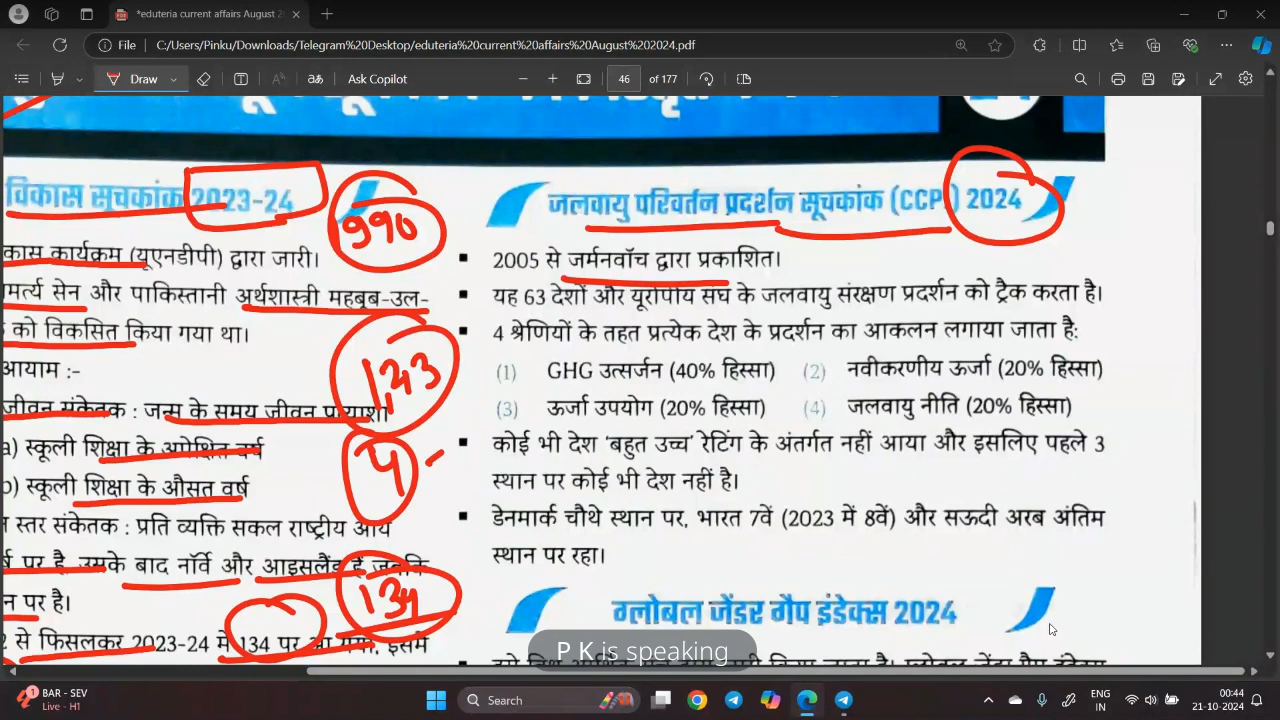 *eduteria current affairs August 2
File C:/Users/Pinku/Downloads/Telegram%20Desktop/eduteria%20current%20affairs%20August%202024.pdf
Draw Ask Copilot 46 of 177
विकास सूचकांक 2023-24
990
कास कार्यक्रम (यूएनडीपी) द्वारा जारी।
मर्त्य सेन और पाकिस्तानी अर्थशास्त्री महबूब-उल-
को विकसित किया गया था।
आयाम :-
जीवन संकेतक : जन्म के समय जीवन प्रत्याशा
a) स्कूली शिक्षा के अपेक्षित वर्ष
b) स्कूली शिक्षा के औसत वर्ष
न स्तर संकेतक : प्रति व्यक्ति सकल राष्ट्रीय आय
र्ष पर है, उसके बाद नॉर्वे और आइसलैंड हैं जबकि
134
न पर है।
2 से फिसलकर 2023-24 में 134 पर आ गया, इसमें
जलवायु परिवर्तन प्रदर्शन सूचकांक (CCPI) 2024
▪ 2005 से जर्मनवॉच द्वारा प्रकाशित।
▪ यह 63 देशों और यूरोपीय संघ के जलवायु संरक्षण प्रदर्शन को ट्रैक करता है।
▪ 4 श्रेणियों के तहत प्रत्येक देश के प्रदर्शन का आकलन लगाया जाता है:
(1) GHG उत्सर्जन (40% हिस्सा) (2) नवीकरणीय ऊर्जा (20% हिस्सा)
(3) ऊर्जा उपयोग (20% हिस्सा) (4) जलवायु नीति (20% हिस्सा)
▪ कोई भी देश ‘बहुत उच्च’ रेटिंग के अंतर्गत नहीं आया और इसलिए पहले 3
स्थान पर कोई भी देश नहीं है।
▪ डेनमार्क चौथे स्थान पर, भारत 7वें (2023 में 8वें) और सऊदी अरब अंतिम
स्थान पर रहा।
ग्लोबल जेंडर गैप इंडेक्स 2024
P K is speaking
1 BAR - SEV
Live - H1
Search
ENG
IN
00:44
21-10-2024